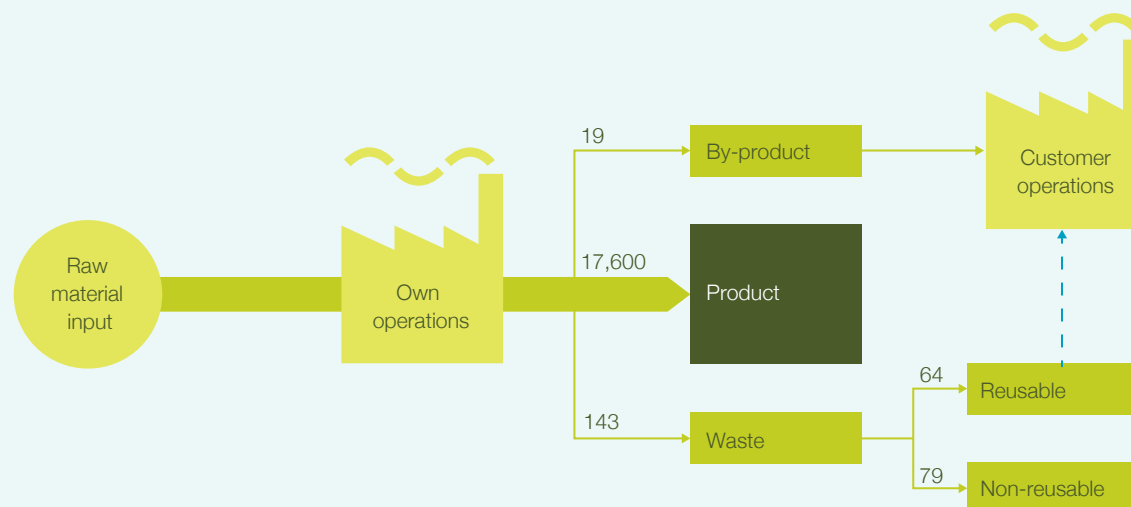 Raw
material
input
Own
operations
19
By-product
Customer
operations
17,600
Product
143
Waste
64
Reusable
79
Non-reusable